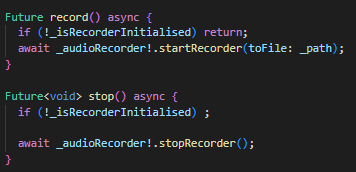 Future record() async {
if (!_isRecorderInitialised) return;
await _audioRecorder!.startRecorder(toFile: _path);
}
Future<void> stop() async {
if (!_isRecorderInitialised) ;
await _audioRecorder!.stopRecorder();
}